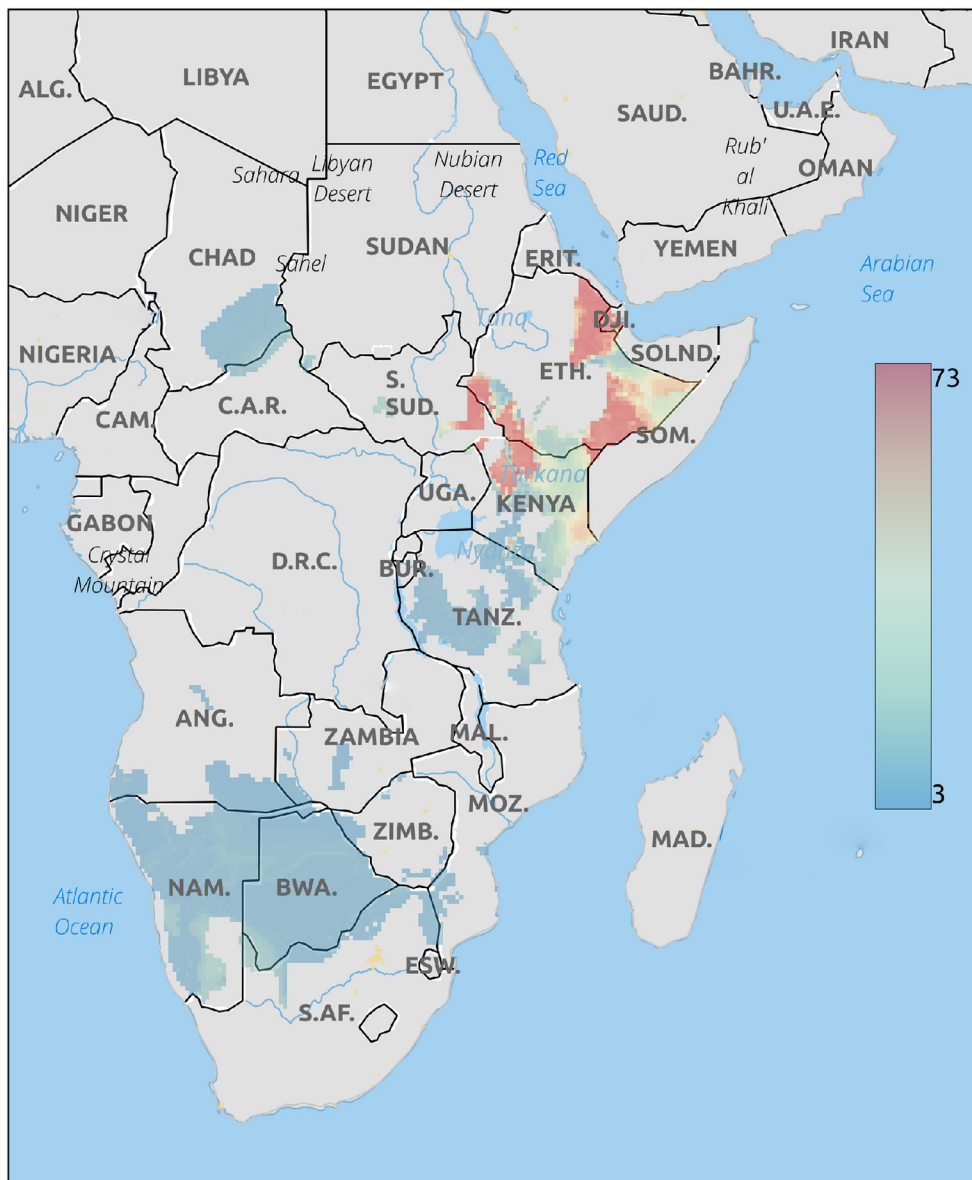 IRAN
BAHR.
LIBYA
EGYPT
ALG.
SAUD.
U.A.E.
Rub'
al
Khali
OMAN
Sahara
Libyan
Desert
Nubian
Desert
Red
Sea
NIGER
CHAD
Sahel
SUDAN
ERIT.
YEMEN
Arabian
Sea
Tana
DJI.
NIGERIA
SOLND.
ETH.
S.
SUD.
73
CAM.
C.A.R.
SOM.
Turkana
UGA.
KENYA
GABON
Crystal
Mountain
D.R.C.
BUR.
TANZ.
ANG.
ZAMBIA
MAL.
MOZ.
3
ZIMB.
MAD.
NAM.
BWA.
Atlantic
Ocean
ESW.
S.AF.